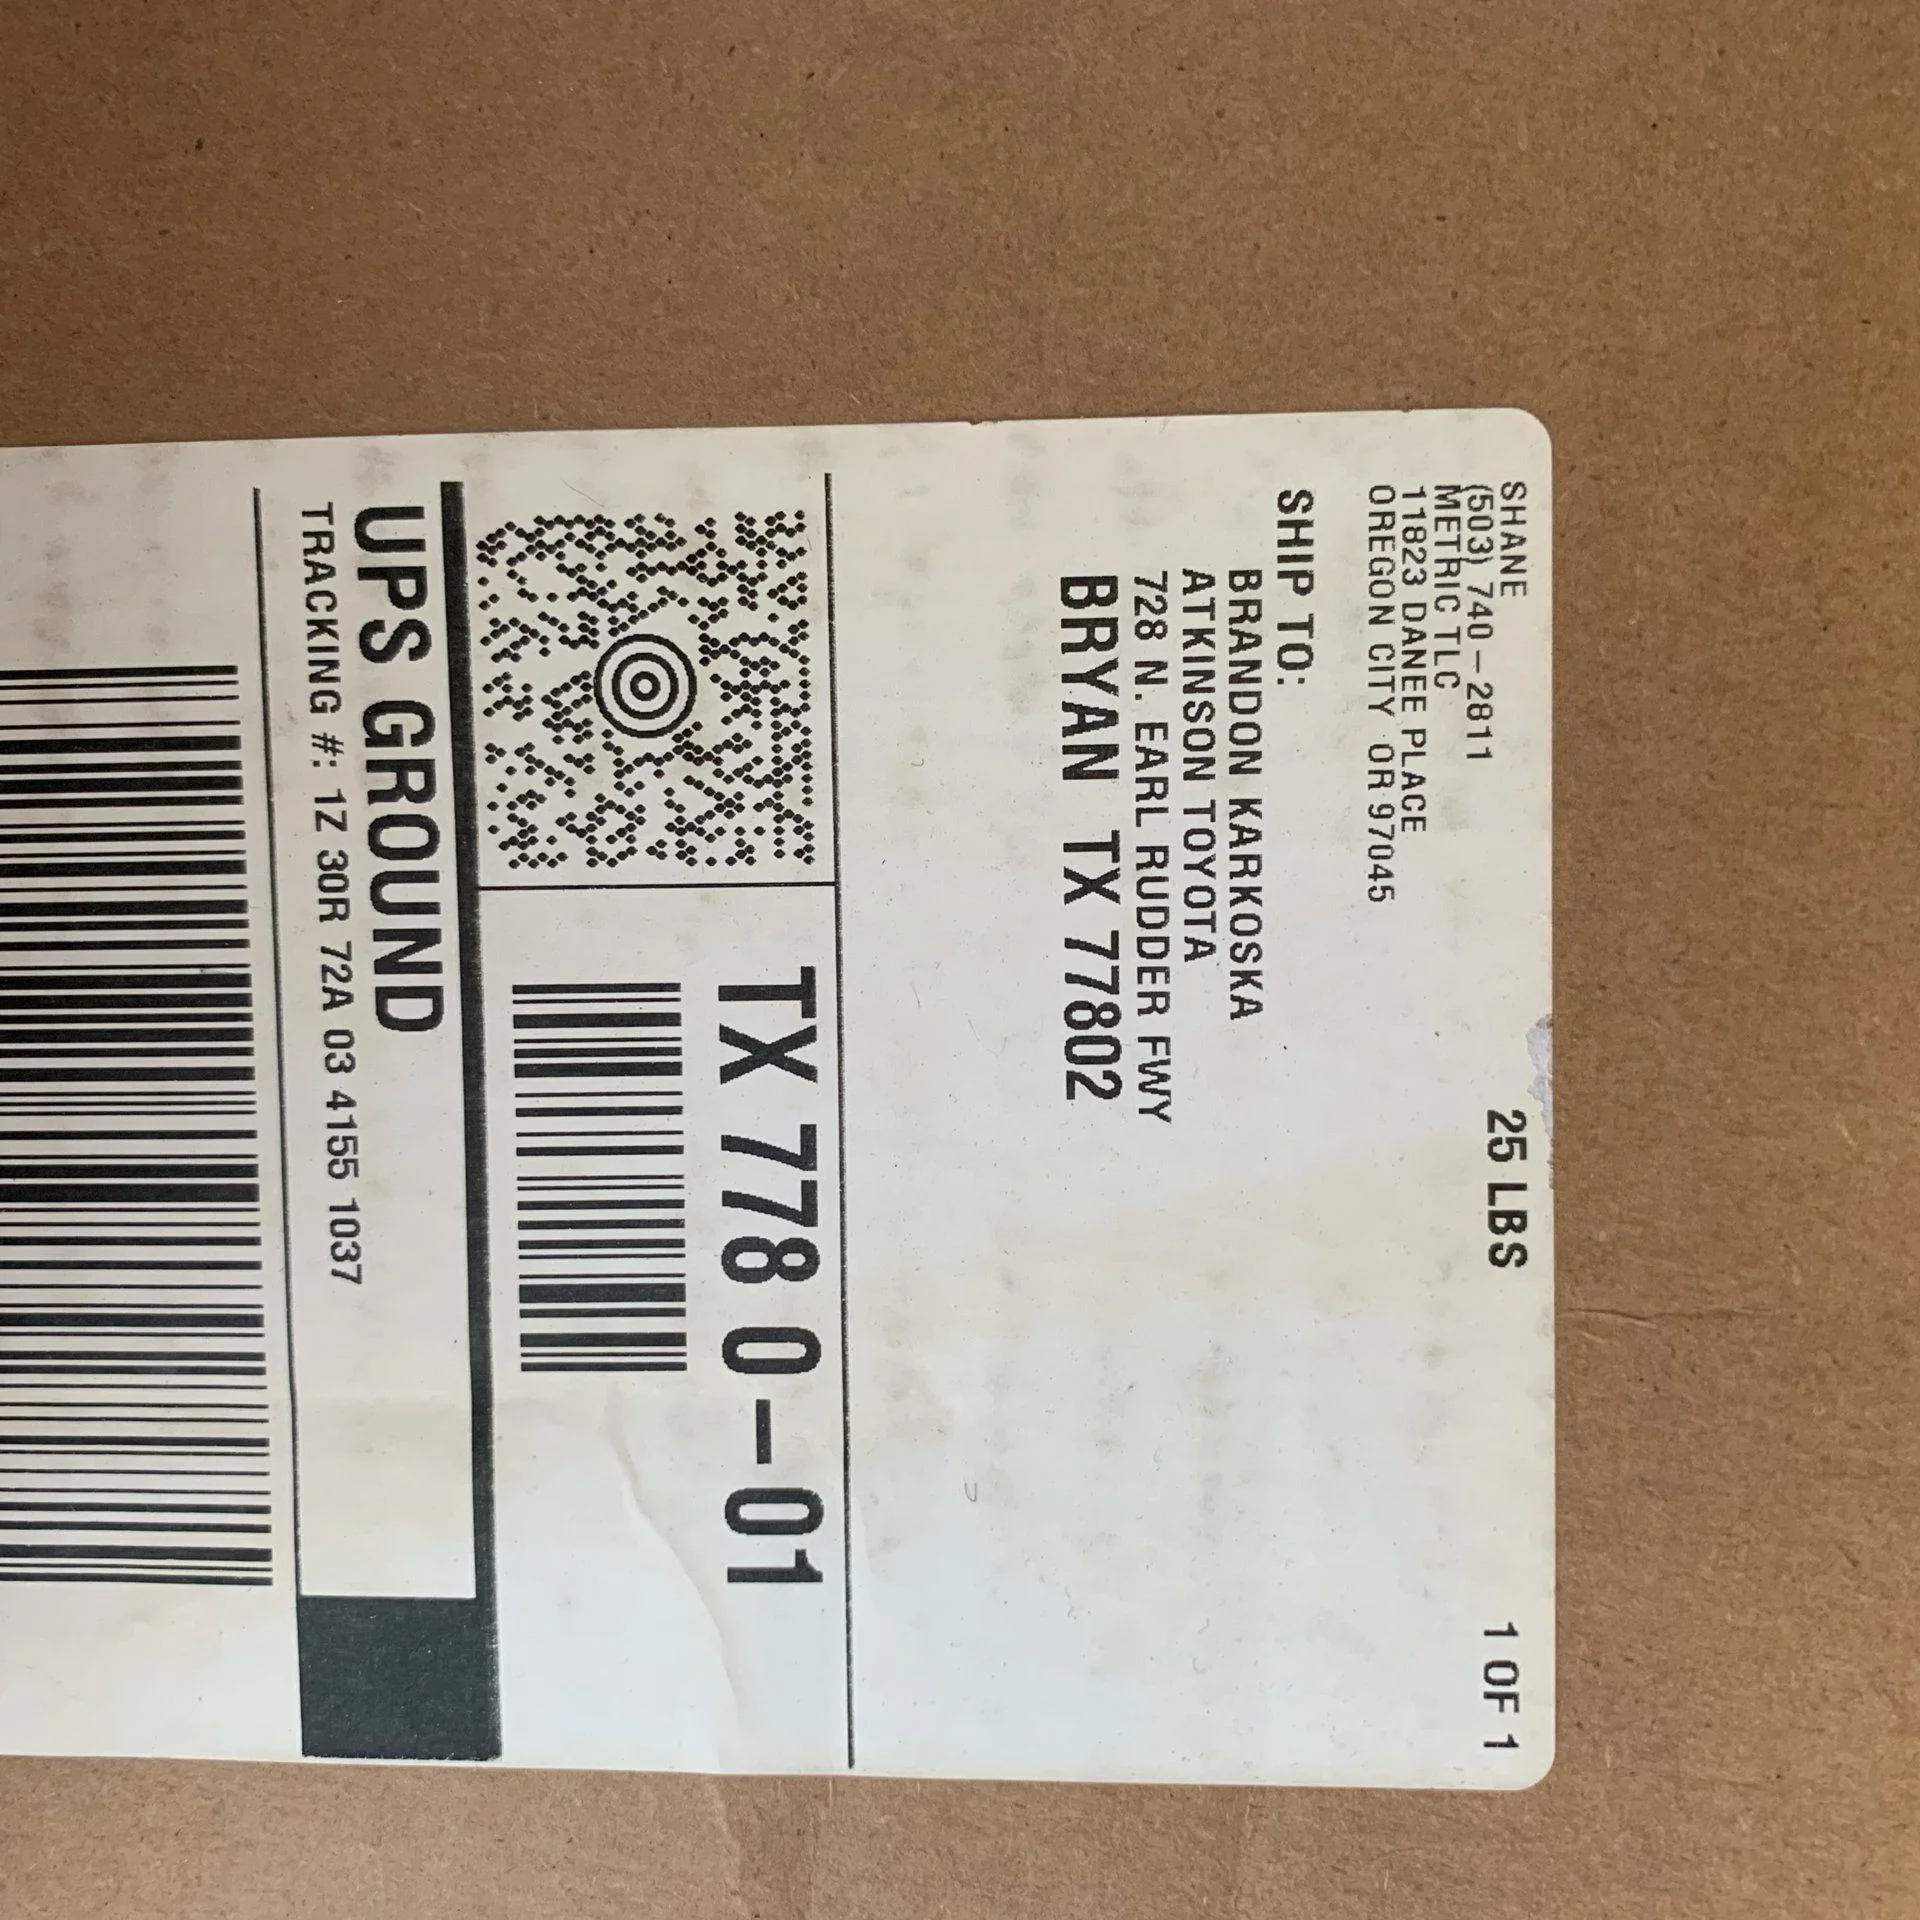 SHANE
(503) 740-2811
METRIC TLC
11823 DANEE PLACE
OREGON CITY OR 97045
25 LBS
1 OF 1
SHIP TO:
BRANDON KARKOSKA
ATKINSON TOYOTA
728 N. EARL RUDDER FWY
BRYAN TX 77802
TX 778 0-01
UPS GROUND
TRACKING #: 1Z 30R 72A 03 4155 1037